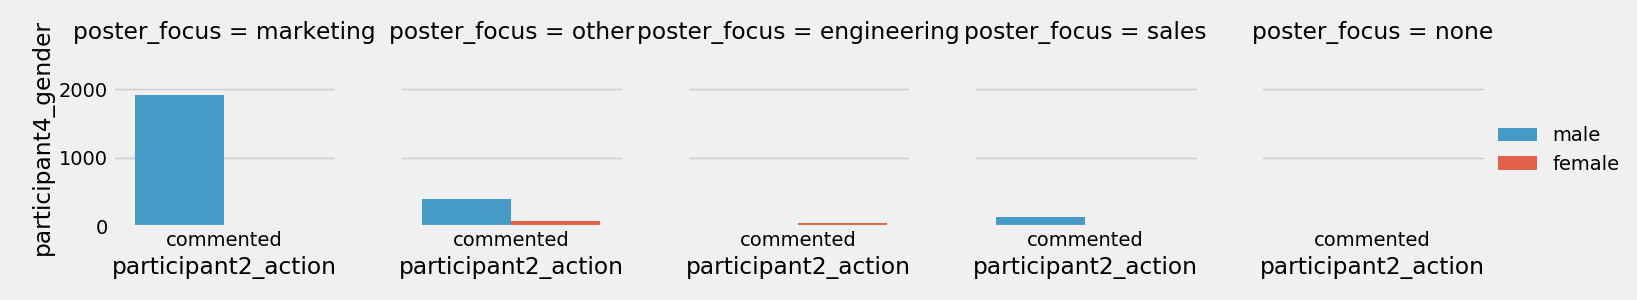 poster_focus = marketing
poster_focus = other
poster_focus = engineering
poster_focus = sales
poster_focus = none
participant4_gender
2000
1000
0
commented
commented
commented
commented
commented
participant2_action
participant2_action
participant2_action
participant2_action
participant2_action
male
female